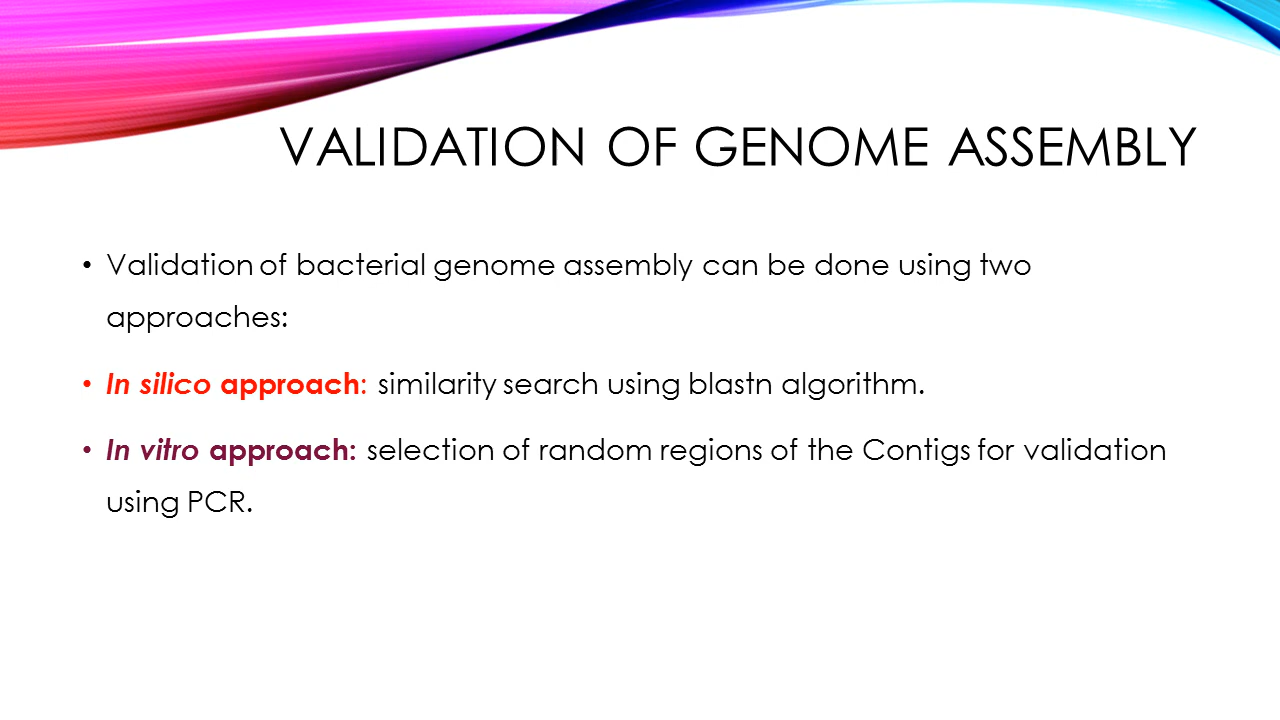 VALIDATION OF GENOME ASSEMBLY
• Validation of bacterial genome assembly can be done using two
approaches:
• In silico approach: similarity search using blastn algorithm.
• In vitro approach: selection of random regions of the Contigs for validation
using PCR.